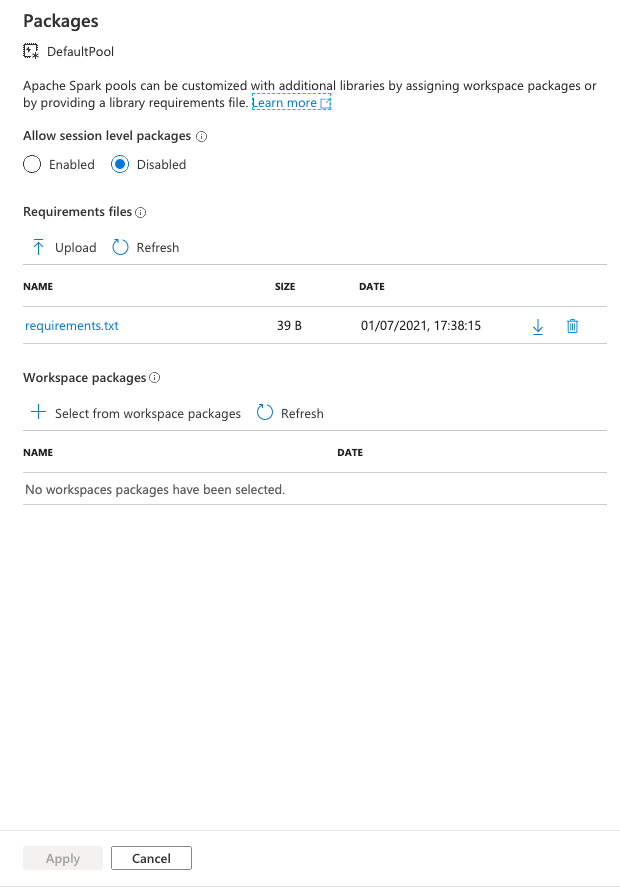 Packages
DefaultPool
Apache Spark pools can be customized with additional libraries by assigning workspace packages or
by providing a library requirements file. Learn more
Allow session level packages
Enabled Disabled
Requirements files
Upload Refresh
NAME SIZE DATE
requirements.txt 39 B 01/07/2021, 17:38:15
Workspace packages
Select from workspace packages Refresh
NAME DATE
No workspaces packages have been selected.
Apply Cancel